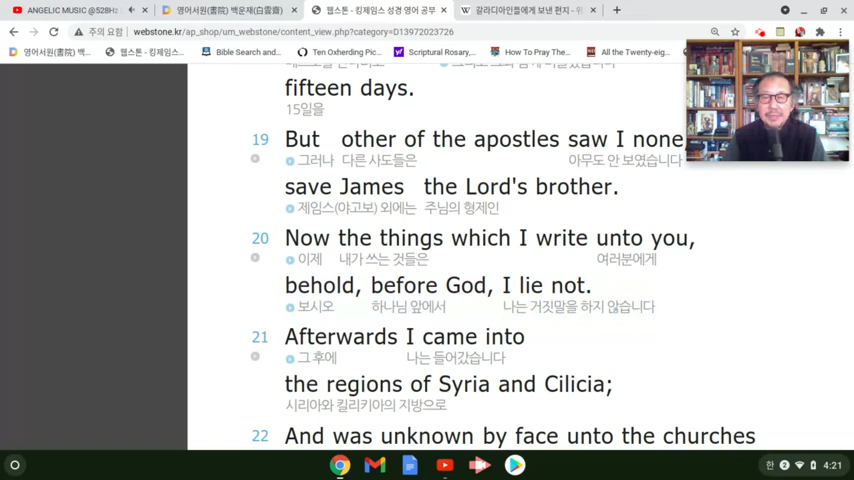 ANGELIC MUSIC @528Hz
영어서원(書院) 백운재(白雲齋)
웹스톤 - 킹제임스 성경 영어 공부
갈라디아인들에게 보낸 편지 - 위
주의 요함
webstone.kr/ap_shop/um_webstone/content_view.php?category=D13972023726
영어서원(書院) 백...
웹스톤 - 킹제임스...
Bible Search and...
Ten Oxherding Pic...
Scriptural Rosary,...
How To Pray The...
All the Twenty-eig...
fifteen days.
15일을
19 But other of the apostles saw I none,
그러나 다른 사도들은 아무도 안 보였습니다
save James the Lord's brother.
제임스(야고보) 외에는 주님의 형제인
20 Now the things which I write unto you,
이제 내가 쓰는 것들은 여러분에게
behold, before God, I lie not.
보시오 하나님 앞에서 나는 거짓말을 하지 않습니다
21 Afterwards I came into
그 후에 나는 들어갔습니다
the regions of Syria and Cilicia;
시리아와 킬리키아의 지방으로
22 And was unknown by face unto the churches
한 2 4:21